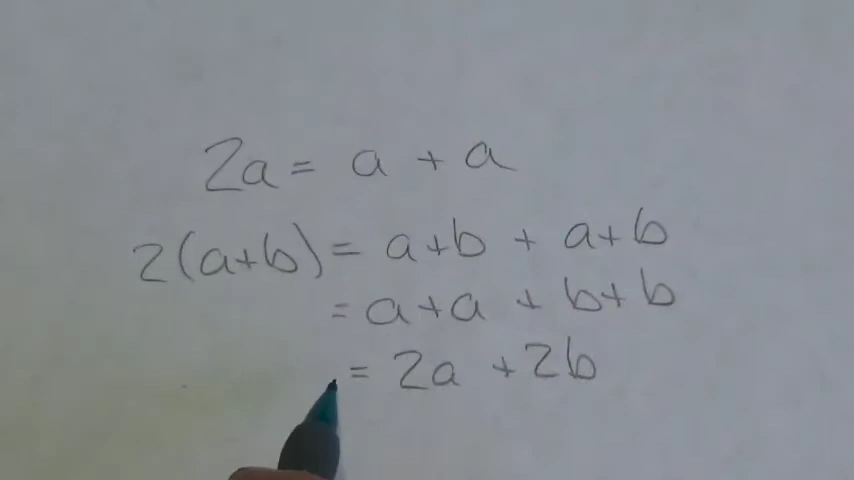 2a = a + a
2(a+b) = a+b + a+b
= a+a + b+b
= 2a + 2b